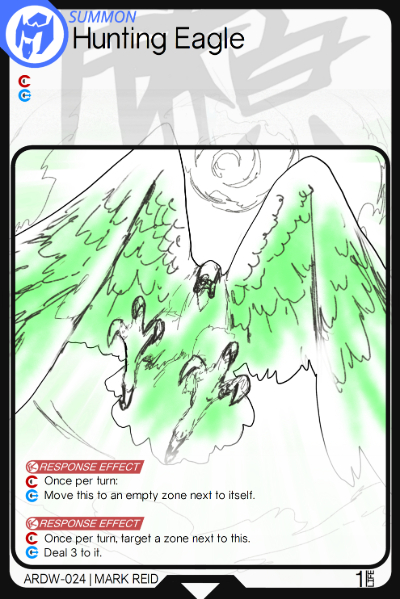 SUMMON
Hunting Eagle
RESPONSE EFFECT
Once per turn:
Move this to an empty zone next to itself.
RESPONSE EFFECT
Once per turn, target a zone next to this.
Deal 3 to it.
ARDW-024 | MARK REID
1 LIFE